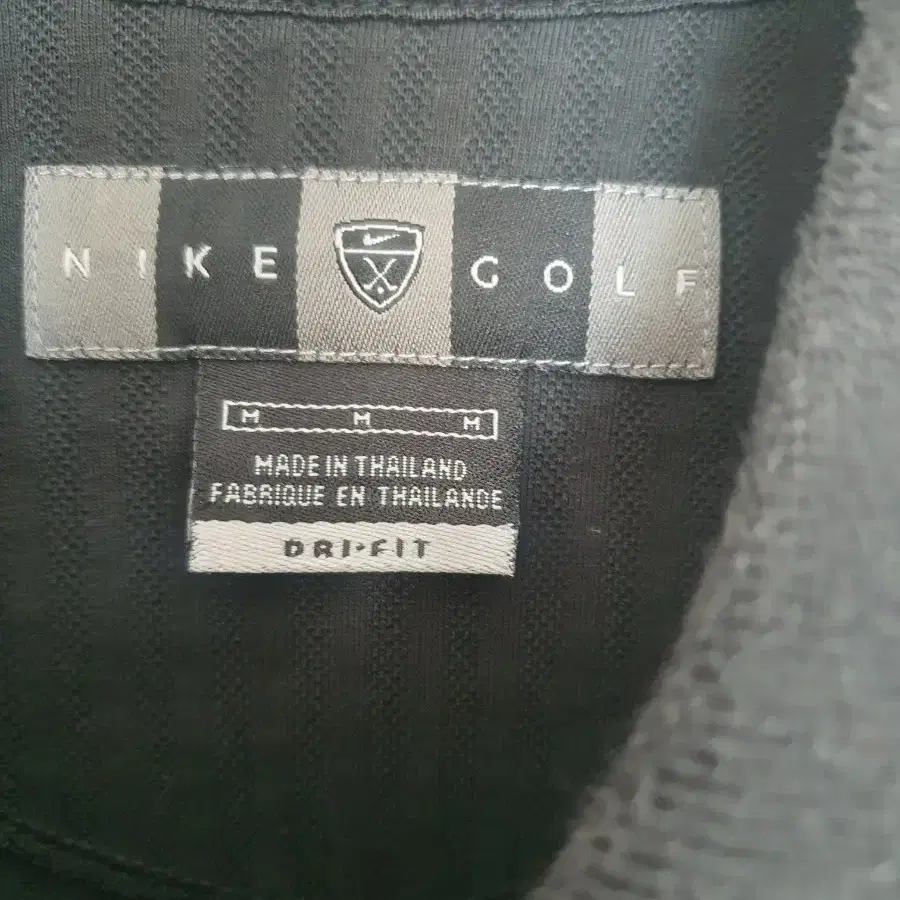 NIKE GOLF
M M M
MADE IN THAILAND
FABRIQUE EN THAILANDE
DRI•FIT